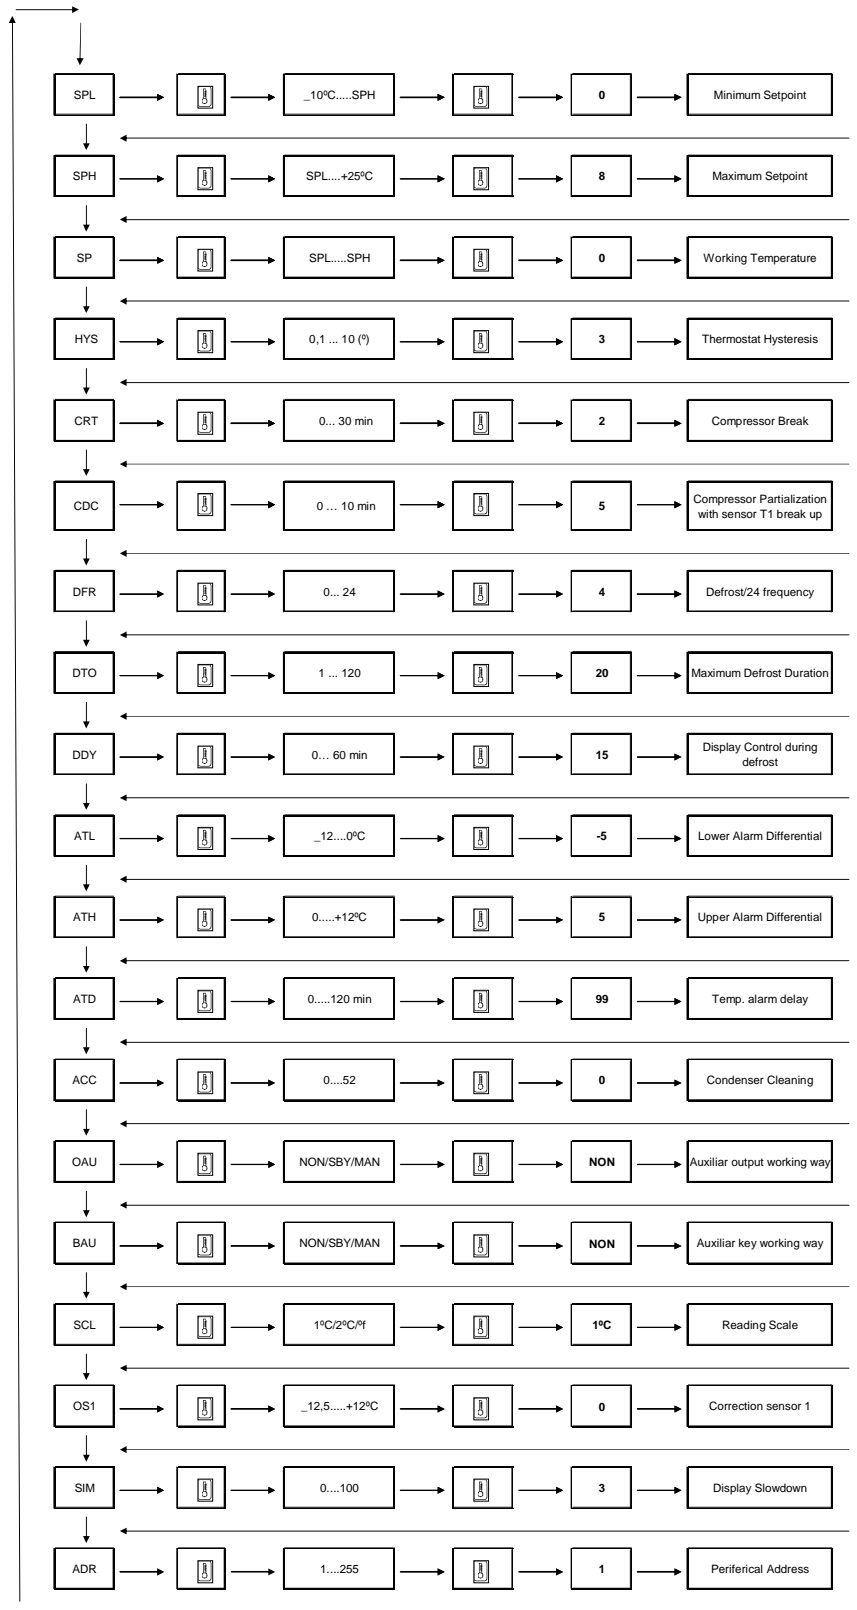 SPL _10ºC.....SPH 0 Minimum Setpoint
SPH SPL....+25ºC 8 Maximum Setpoint
SP SPL.....SPH 0 Working Temperature
HYS 0,1 ... 10 (º) 3 Thermostat Hysteresis
CRT 0... 30 min 2 Compressor Break
CDC 0 ... 10 min 5 Compressor Partialization
with sensor T1 break up
DFR 0... 24 4 Defrost/24 frequency
DTO 1 ... 120 20 Maximum Defrost Duration
DDY 0... 60 min 15 Display Control during
defrost
ATL _12....0ºC -5 Lower Alarm Differential
ATH 0.....+12ºC 5 Upper Alarm Differential
ATD 0.....120 min 99 Temp. alarm delay
ACC 0....52 0 Condenser Cleaning
OAU NON/SBY/MAN NON Auxiliar output working way
BAU NON/SBY/MAN NON Auxiliar key working way
SCL 1ºC/2ºC/ºf 1ºC Reading Scale
OS1 _12,5.....+12ºC 0 Correction sensor 1
SIM 0....100 3 Display Slowdown
ADR 1....255 1 Periferical Address